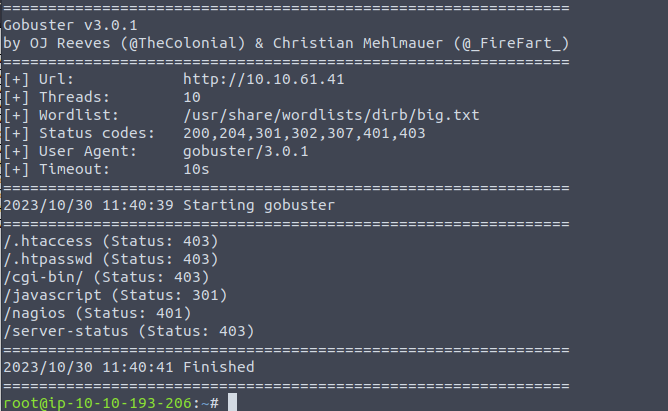 ===============================================================
Gobuster v3.0.1
by OJ Reeves (@TheColonial) & Christian Mehlmauer (@_FireFart_)
===============================================================
[+] Url:            http://10.10.61.41
[+] Threads:        10
[+] Wordlist:       /usr/share/wordlists/dirb/big.txt
[+] Status codes:   200,204,301,302,307,401,403
[+] User Agent:     gobuster/3.0.1
[+] Timeout:        10s
===============================================================
2023/10/30 11:40:39 Starting gobuster
===============================================================
/.htaccess (Status: 403)
/.htpasswd (Status: 403)
/cgi-bin/ (Status: 403)
/javascript (Status: 301)
/nagios (Status: 401)
/server-status (Status: 403)
===============================================================
2023/10/30 11:40:41 Finished
===============================================================
root@ip-10-10-193-206:~#